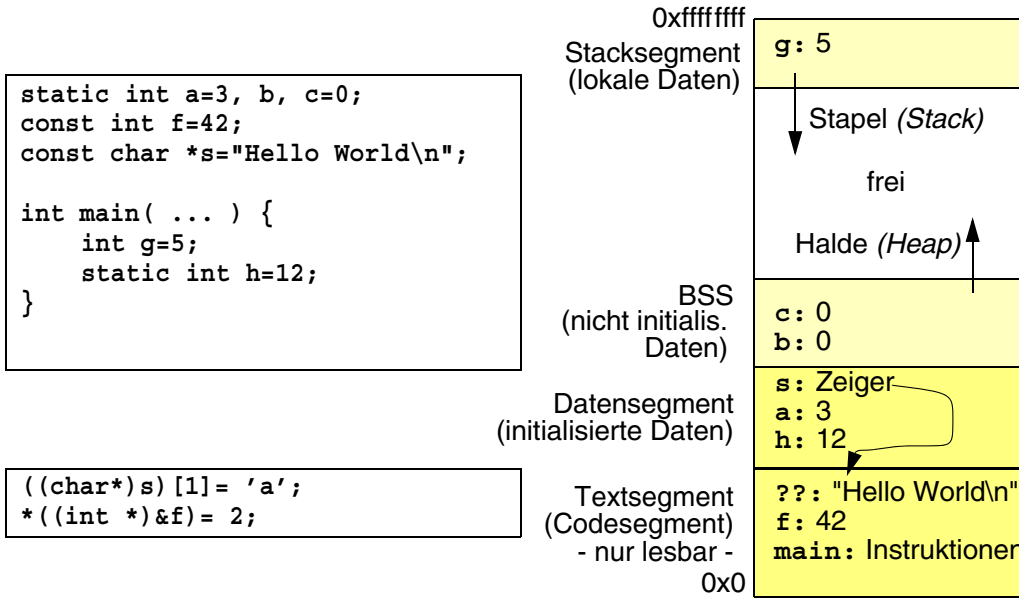 static int a=3, b, c=0;
const int f=42;
const char *s="Hello World\n";
int main( ... ) {
int g=5;
static int h=12;
}
((char*)s)[1]= ’a’;
*((int *)&f)= 2;
0xffffffff
Stacksegment
(lokale Daten)
g: 5
Stapel (Stack)
frei
Halde (Heap)
BSS
(nicht initialis.
Daten)
c: 0
b: 0
Datensegment
(initialisierte Daten)
s: Zeiger
a: 3
h: 12
Textsegment
(Codesegment)
- nur lesbar -
0x0
??: "Hello World\n"
f: 42
main: Instruktionen